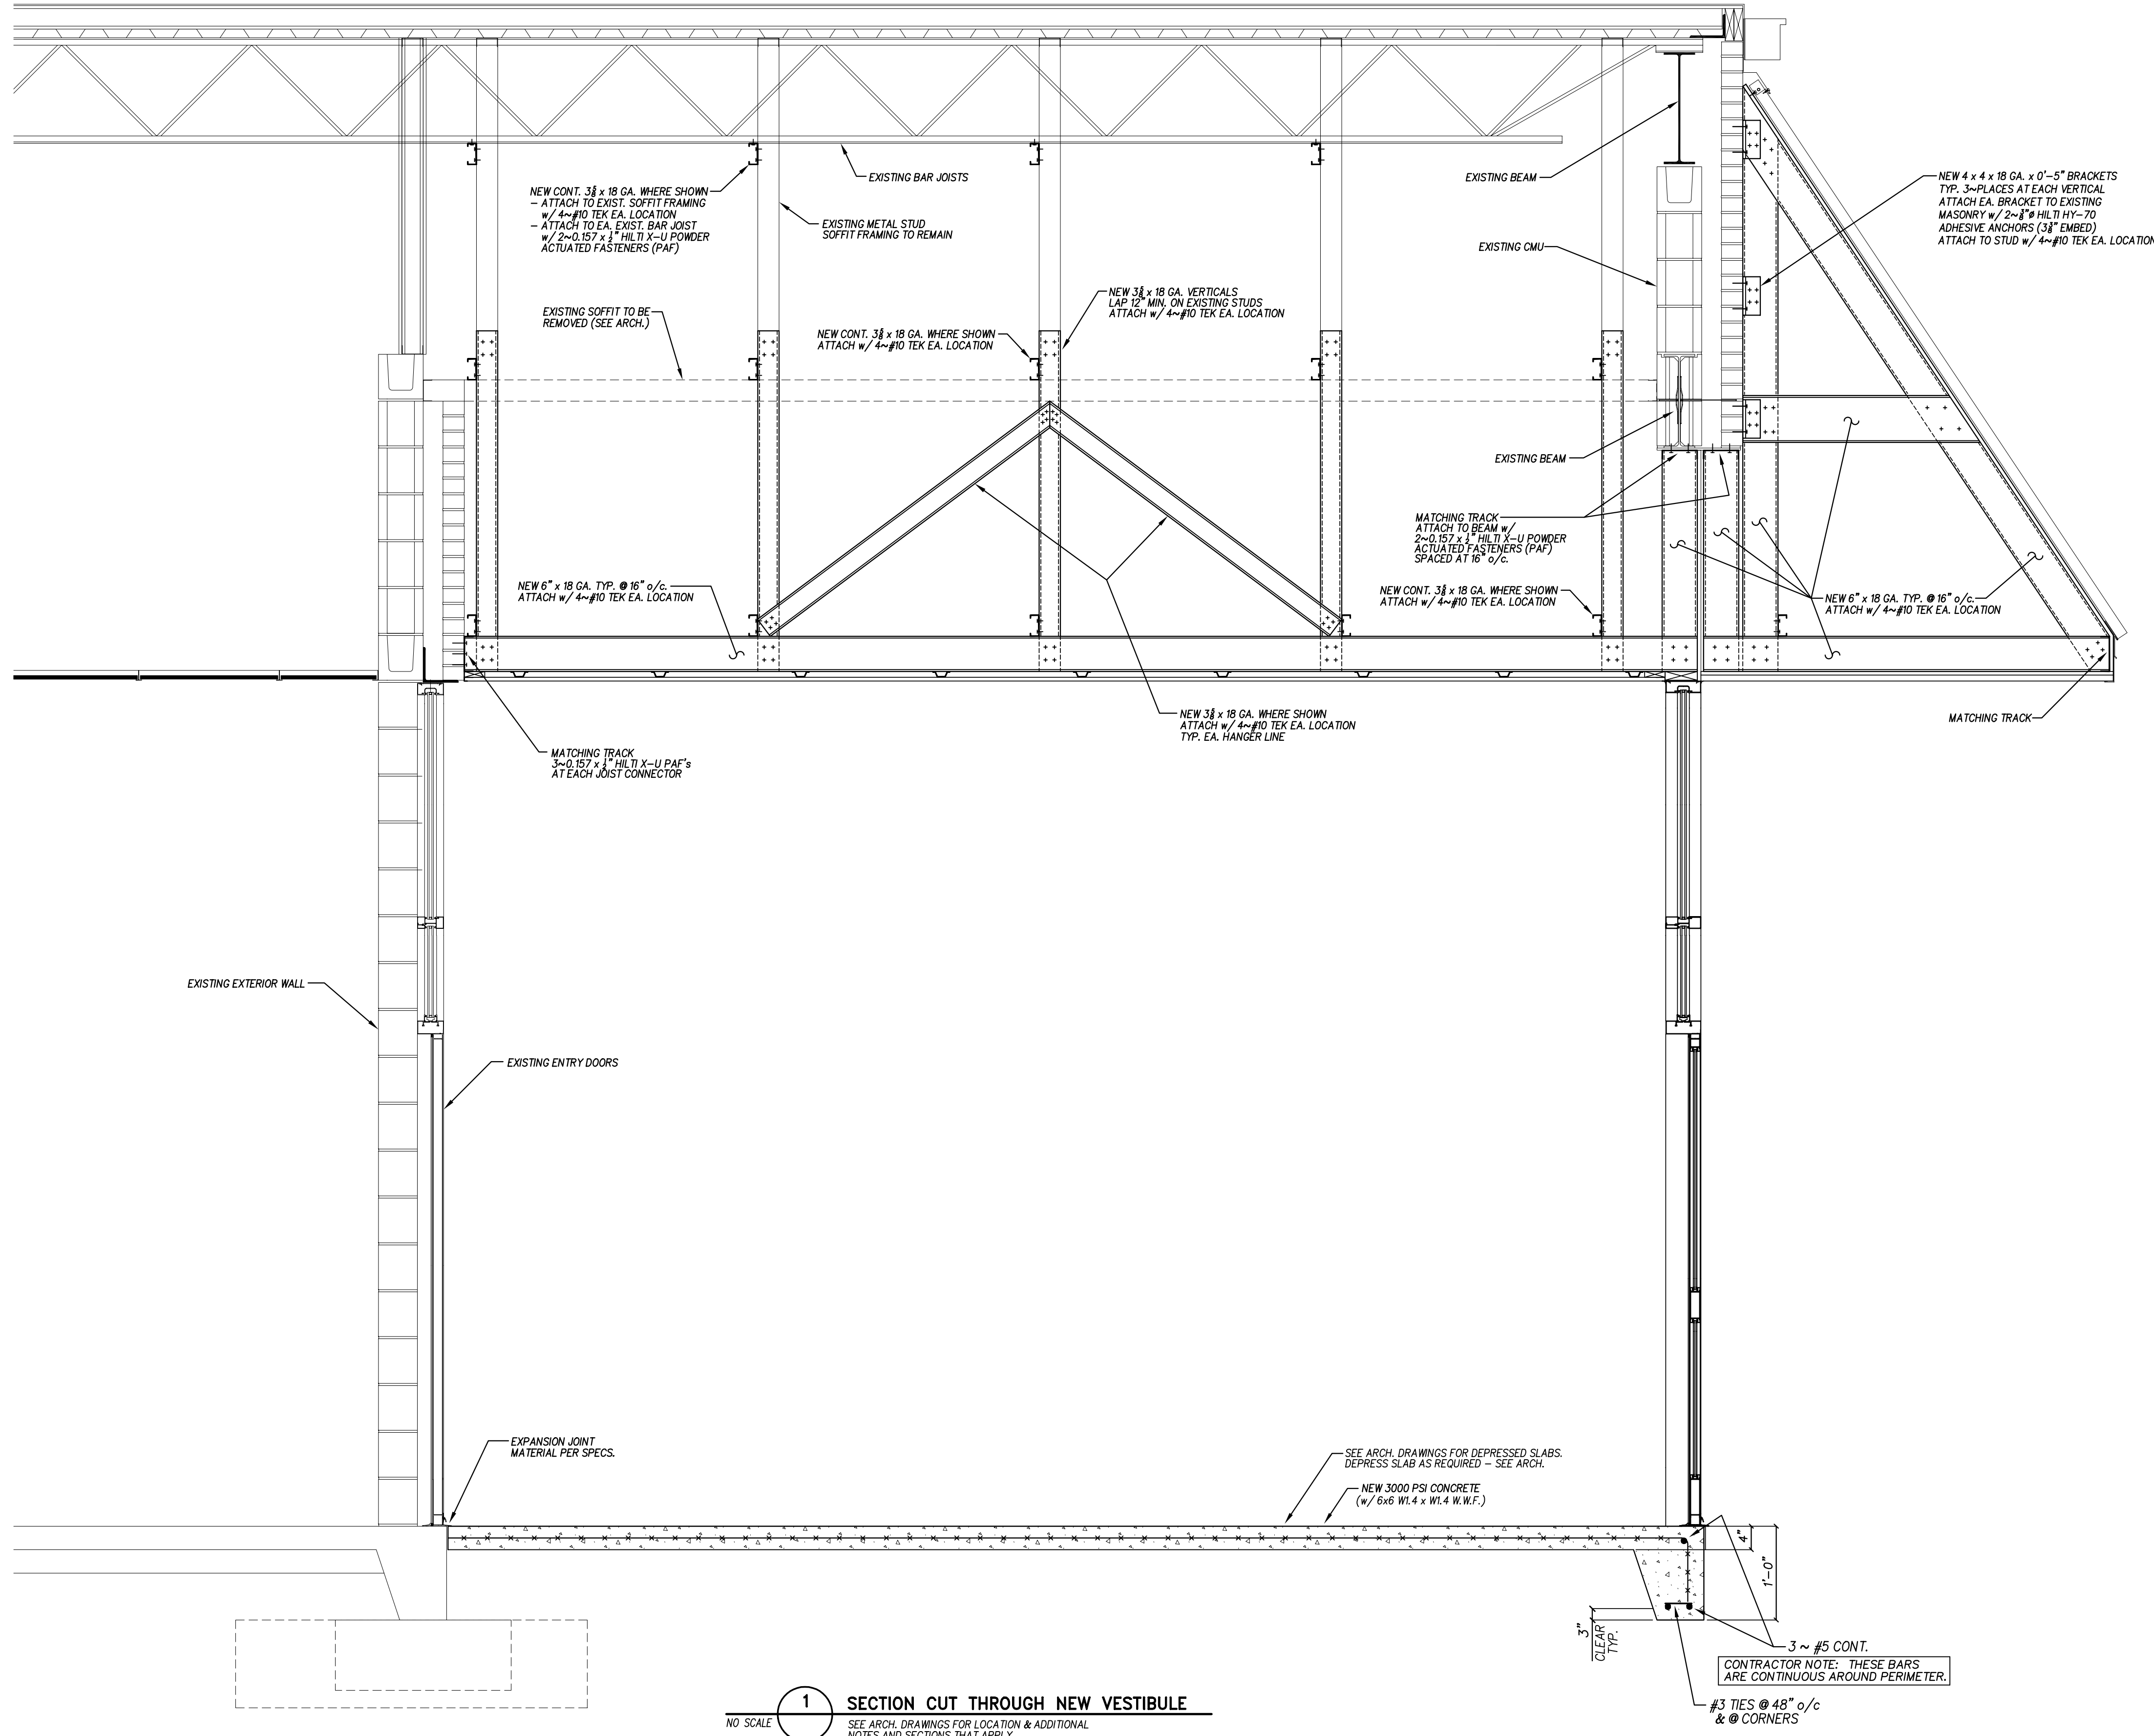 NEW CONT. 3⅝ x 18 GA. WHERE SHOWN
– ATTACH TO EXIST. SOFFIT FRAMING
w/ 4~#10 TEK EA. LOCATION
– ATTACH TO EA. EXIST. BAR JOIST
w/ 2~0.157 x ½" HILTI X–U POWDER
ACTUATED FASTENERS (PAF)
EXISTING BAR JOISTS
EXISTING METAL STUD
SOFFIT FRAMING TO REMAIN
EXISTING BEAM
EXISTING CMU
NEW 4 x 4 x 18 GA. x 0'–5" BRACKETS
TYP. 3~PLACES AT EACH VERTICAL
ATTACH EA. BRACKET TO EXISTING
MASONRY w/ 2~⅜"ø HILTI HY–70
ADHESIVE ANCHORS (3⅜" EMBED)
ATTACH TO STUD w/ 4~#10 TEK EA. LOCATION
EXISTING SOFFIT TO BE
REMOVED (SEE ARCH.)
NEW CONT. 3⅝ x 18 GA. WHERE SHOWN
ATTACH w/ 4~#10 TEK EA. LOCATION
NEW 3⅝ x 18 GA. VERTICALS
LAP 12" MIN. ON EXISTING STUDS
ATTACH w/ 4~#10 TEK EA. LOCATION
EXISTING BEAM
MATCHING TRACK
ATTACH TO BEAM w/
2~0.157 x ½" HILTI X–U POWDER
ACTUATED FASTENERS (PAF)
SPACED AT 16" o/c.
NEW 6" x 18 GA. TYP. @ 16" o/c.
ATTACH w/ 4~#10 TEK EA. LOCATION
NEW CONT. 3⅝ x 18 GA. WHERE SHOWN
ATTACH w/ 4~#10 TEK EA. LOCATION
NEW 6" x 18 GA. TYP. @ 16" o/c.
ATTACH w/ 4~#10 TEK EA. LOCATION
NEW 3⅝ x 18 GA. WHERE SHOWN
ATTACH w/ 4~#10 TEK EA. LOCATION
TYP. EA. HANGER LINE
MATCHING TRACK
MATCHING TRACK
3~0.157 x ½" HILTI X–U PAF's
AT EACH JOIST CONNECTOR
EXISTING EXTERIOR WALL
EXISTING ENTRY DOORS
EXPANSION JOINT
MATERIAL PER SPECS.
SEE ARCH. DRAWINGS FOR DEPRESSED SLABS.
DEPRESS SLAB AS REQUIRED – SEE ARCH.
NEW 3000 PSI CONCRETE
(w/ 6x6 W1.4 x W1.4 W.W.F.)
4"
1'–0"
3"
CLEAR
TYP.
3 ~ #5 CONT.
CONTRACTOR NOTE: THESE BARS
ARE CONTINUOUS AROUND PERIMETER.
#3 TIES @ 48" o/c
& @ CORNERS
1
SECTION CUT THROUGH NEW VESTIBULE
NO SCALE
SEE ARCH. DRAWINGS FOR LOCATION & ADDITIONAL
NOTES AND SECTIONS THAT APPLY